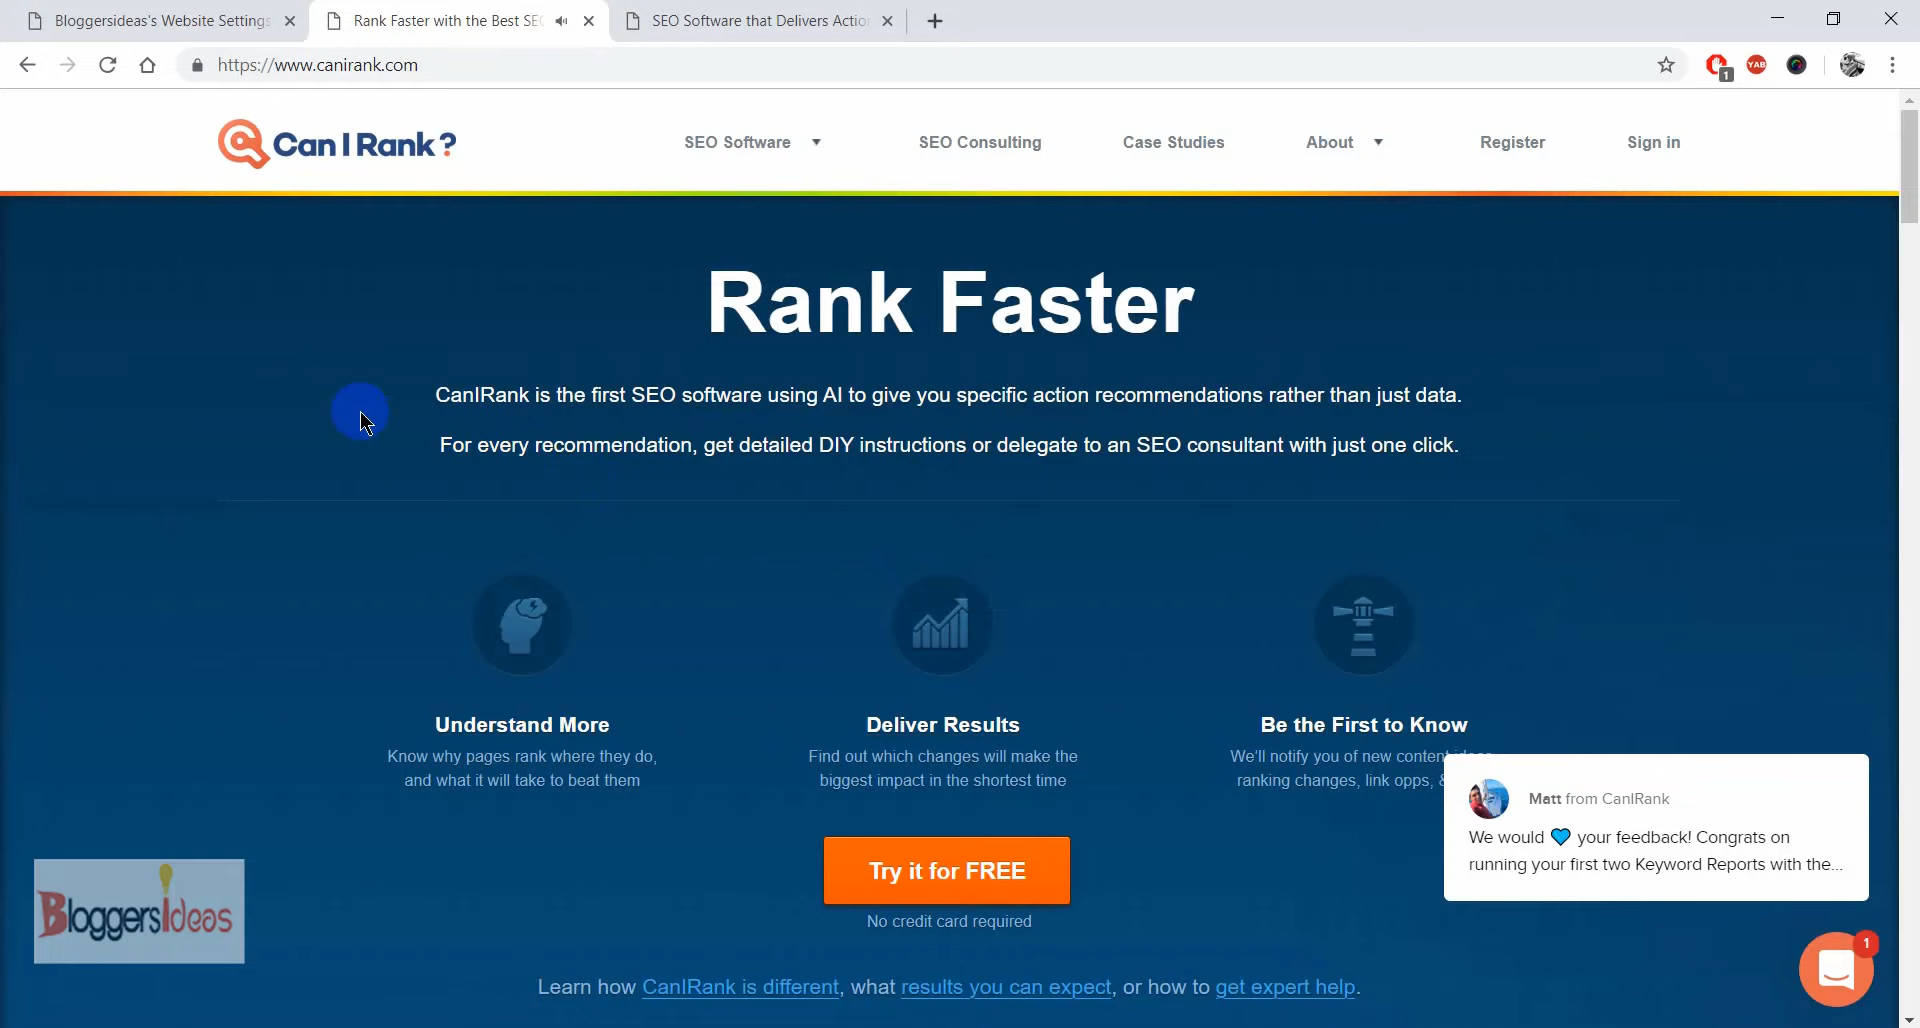 Bloggersideas's Website Settings
Rank Faster with the Best SE
SEO Software that Delivers Actio
https://www.canirank.com
1
YAB
Can I Rank?
SEO Software
SEO Consulting
Case Studies
About
Register
Sign in
Rank Faster
CanIRank is the first SEO software using AI to give you specific action recommendations rather than just data.
For every recommendation, get detailed DIY instructions or delegate to an SEO consultant with just one click.
Understand More
Know why pages rank where they do,
and what it will take to beat them
Deliver Results
Find out which changes will make the
biggest impact in the shortest time
Be the First to Know
We'll notify you of new content
ranking changes, link opps,
Matt from CanIRank
We would 💙 your feedback! Congrats on
running your first two Keyword Reports with the...
Try it for FREE
No credit card required
BloggersIdeas
1
Learn how CanIRank is different, what results you can expect, or how to get expert help.